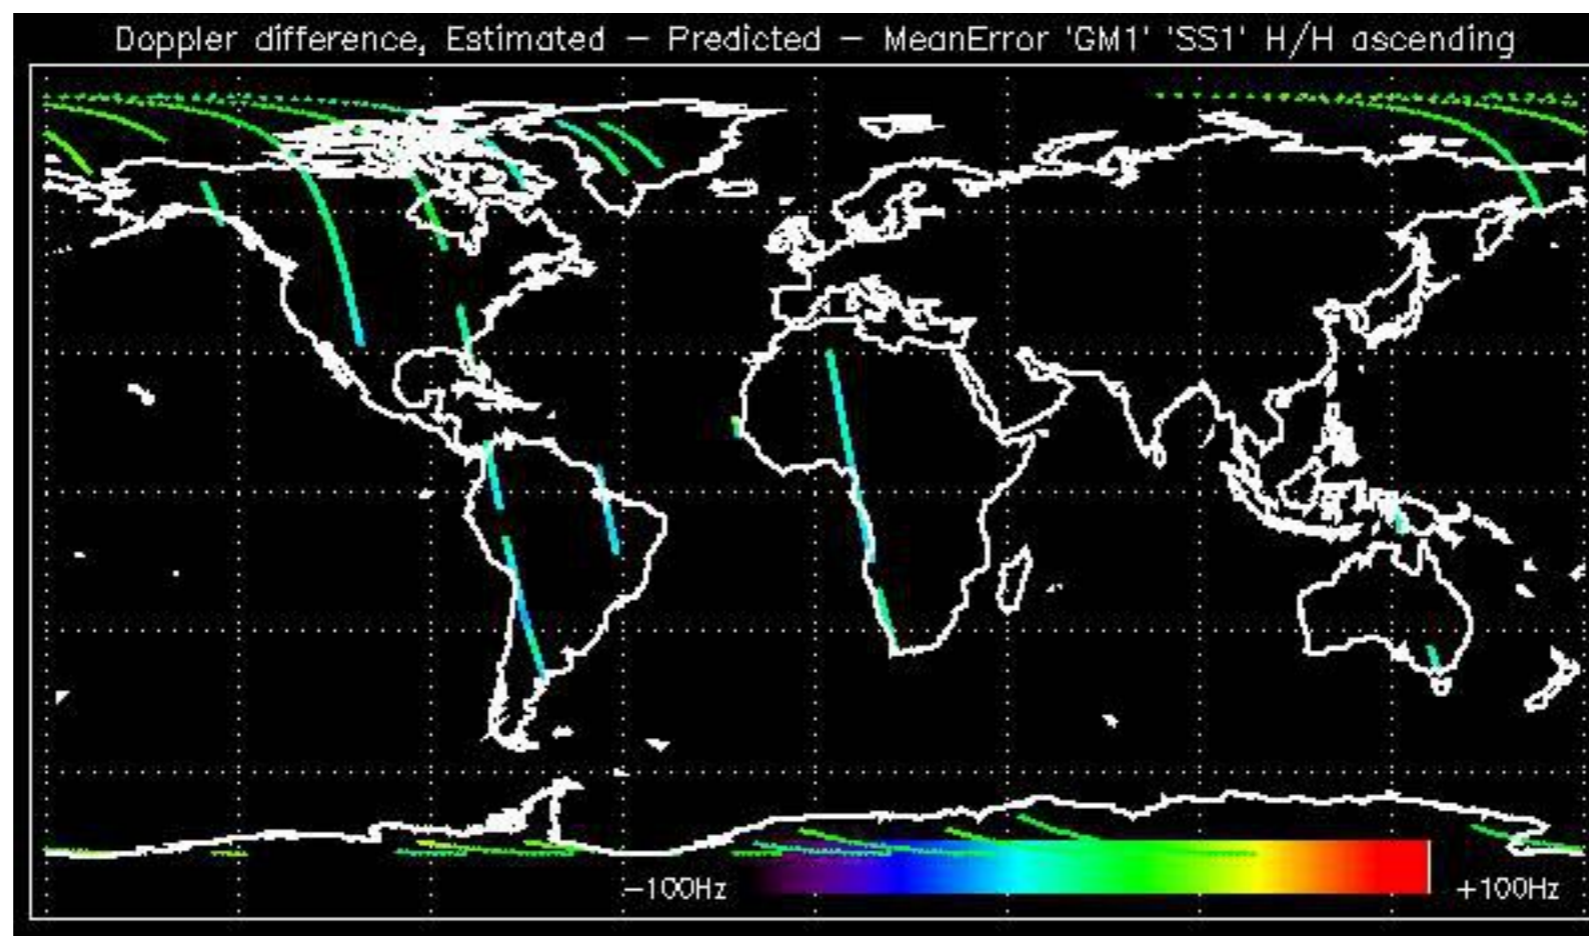 Doppler difference, Estimated – Predicted – MeanError 'GM1' 'SS1' H/H ascending
–100Hz
+100Hz